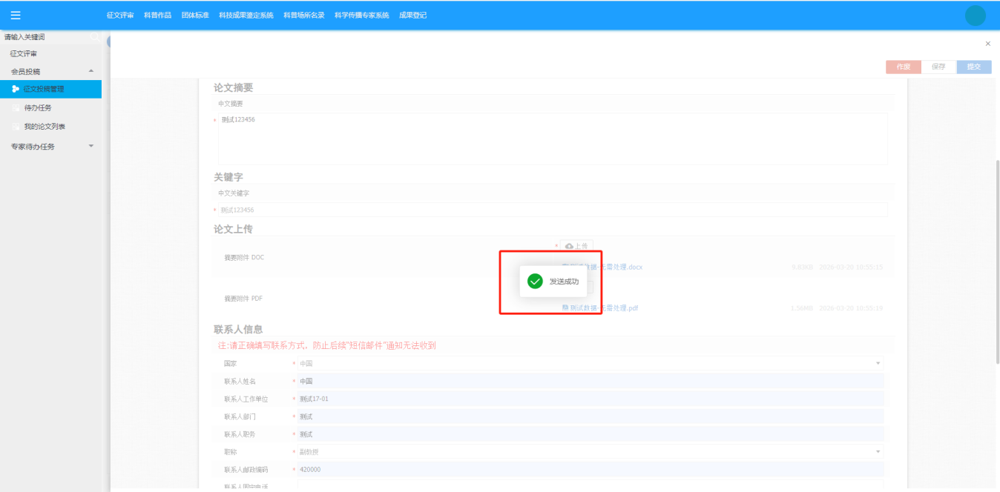 征文评审 科普作品 团体标准 科技成果鉴定系统 科普场所名录 科学传播专家系统 成果登记
请输入关键词
征文评审
会员投稿
征文投稿管理
待办任务
我的论文列表
专家待办任务
×
作废 保存 提交
论文摘要
中文摘要
* 测试123456
关键字
中文关键字
* 测试123456
论文上传
* 上传
摘要附件 DOC
无需处理.docx 2026-03-20 10:55:15
发送成功
摘要附件 PDF
测试数据-无需处理.pdf 1.56MB 2026-03-20 10:55:19
联系人信息
注:请正确填写联系方式，防止后续"短信邮件"通知无法收到
国家 * 中国
联系人姓名 * 中国
联系人工作单位 * 测试17-01
联系人部门 * 测试
联系人职务 * 测试
职称 * 副教授
联系人邮政编码 * 420000
联系人固定电话